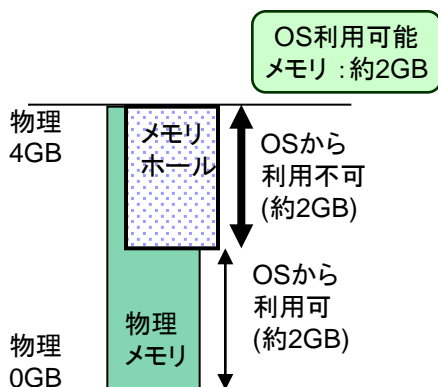 OS利用可能
メモリ：約2GB
物理
4GB
メモリ
ホール
OSから
利用不可
(約2GB)
OSから
利用可
(約2GB)
物理
メモリ
物理
0GB